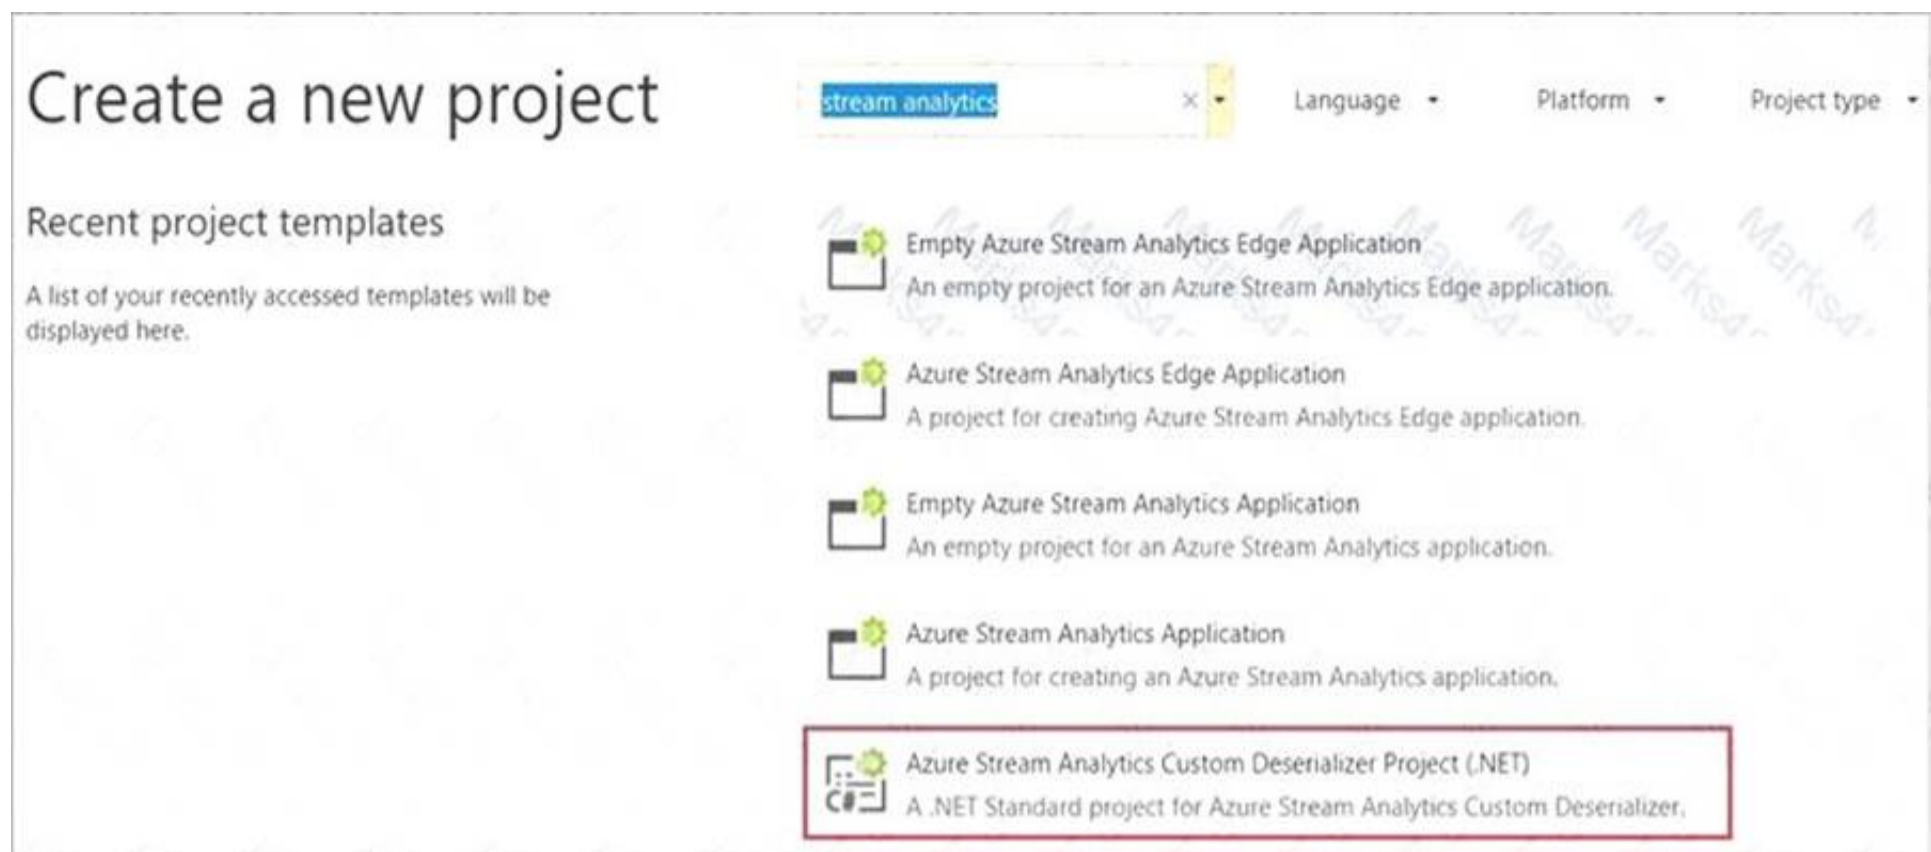 Create a new project
stream analytics
Language
Platform
Project type
Recent project templates
A list of your recently accessed templates will be
displayed here.
Empty Azure Stream Analytics Edge Application
An empty project for an Azure Stream Analytics Edge application.
Azure Stream Analytics Edge Application
A project for creating Azure Stream Analytics Edge application.
Empty Azure Stream Analytics Application
An empty project for an Azure Stream Analytics application.
Azure Stream Analytics Application
A project for creating an Azure Stream Analytics application.
C#
Azure Stream Analytics Custom Deserializer Project (.NET)
A .NET Standard project for Azure Stream Analytics Custom Deserializer.